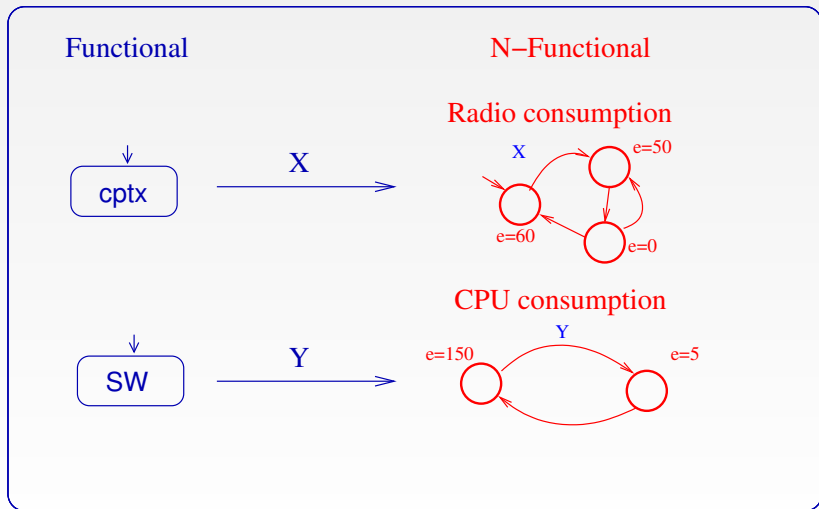 Functional
N−Functional
Radio consumption
X
e=50
cptx
X
e=60
e=0
CPU consumption
Y
e=150
e=5
SW
Y